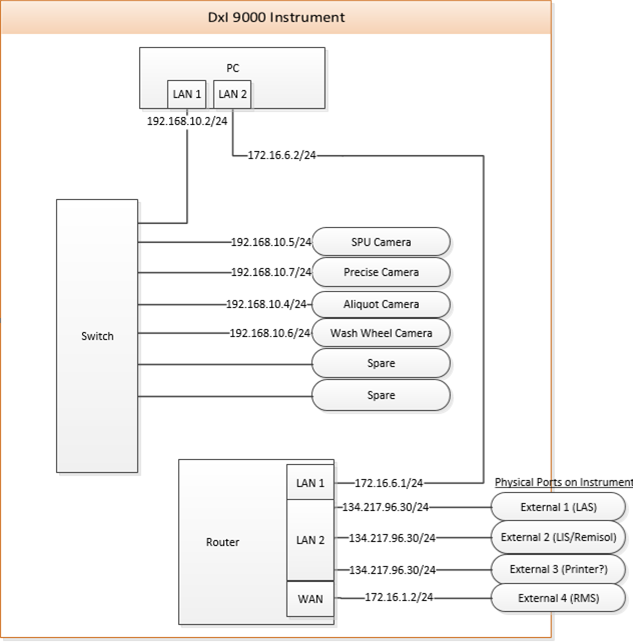 DxI 9000 Instrument
PC
LAN 1
LAN 2
192.168.10.2/24
172.16.6.2/24
192.168.10.5/24
SPU Camera
192.168.10.7/24
Precise Camera
192.168.10.4/24
Aliquot Camera
Switch
192.168.10.6/24
Wash Wheel Camera
Spare
Spare
LAN 1
172.16.6.1/24
Physical Ports on Instrument
134.217.96.30/24
External 1 (LAS)
Router
LAN 2
134.217.96.30/24
External 2 (LIS/Remisol)
134.217.96.30/24
External 3 (Printer?)
WAN
172.16.1.2/24
External 4 (RMS)